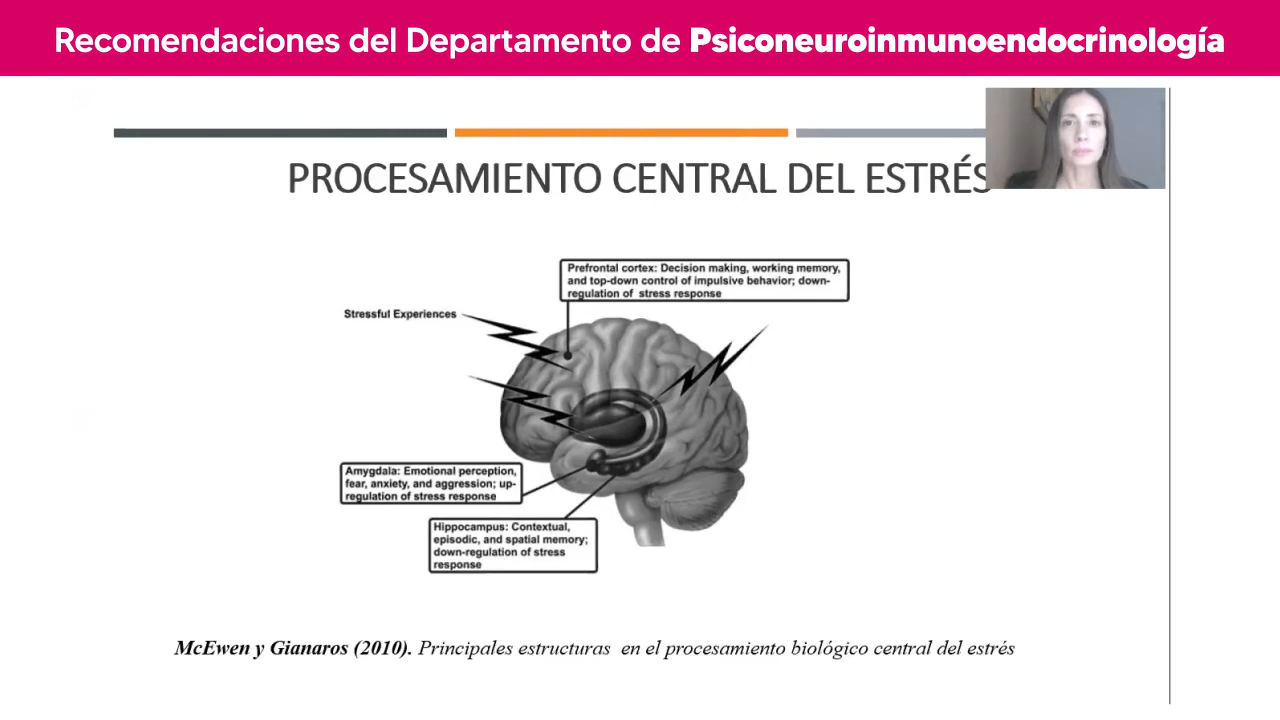 Recomendaciones del Departamento de Psiconeuroinmunoendocrinología
PROCESAMIENTO CENTRAL DEL ESTRÉS
Prefrontal cortex: Decision making, working memory,
and top-down control of impulsive behavior; down-
regulation of stress response
Stressful Experiences
Amygdala: Emotional perception,
fear, anxiety, and aggression; up-
regulation of stress response
Hippocampus: Contextual,
episodic, and spatial memory;
down-regulation of stress
response
McEwen y Gianaros (2010). Principales estructuras en el procesamiento biológico central del estrés